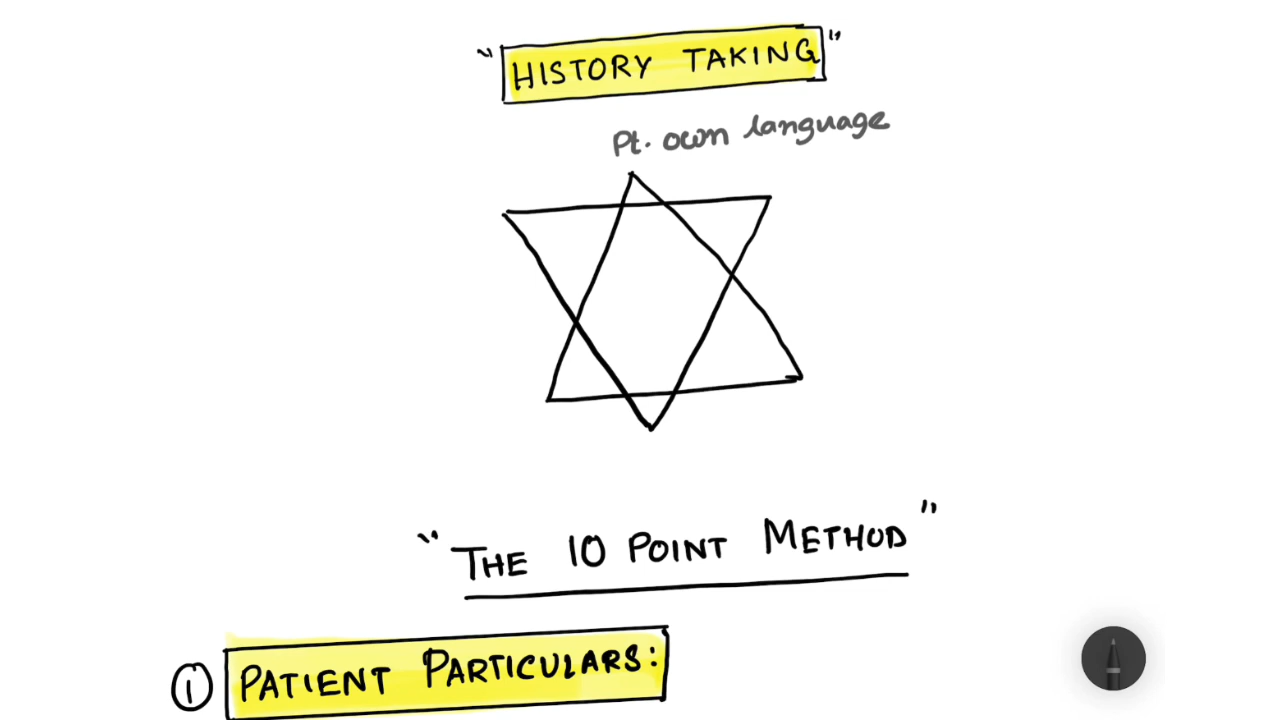 "HISTORY TAKING"
Pt. own language
"THE 10 POINT METHOD"
① PATIENT PARTICULARS: